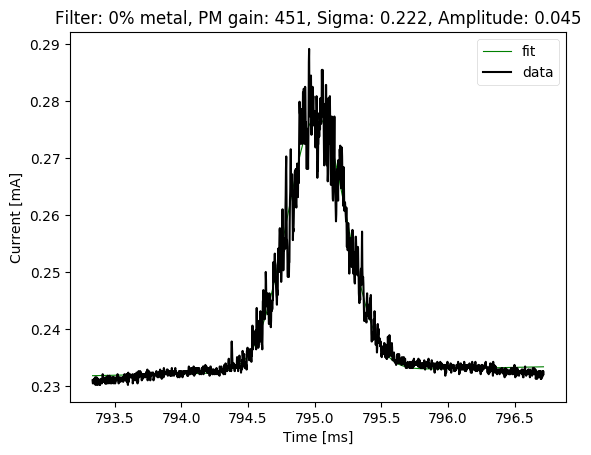 Filter: 0% metal, PM gain: 451, Sigma: 0.222, Amplitude: 0.045
fit
data
0.29
0.28
0.27
0.26
0.25
0.24
0.23
Current [mA]
793.5 794.0 794.5 795.0 795.5 796.0 796.5
Time [ms]